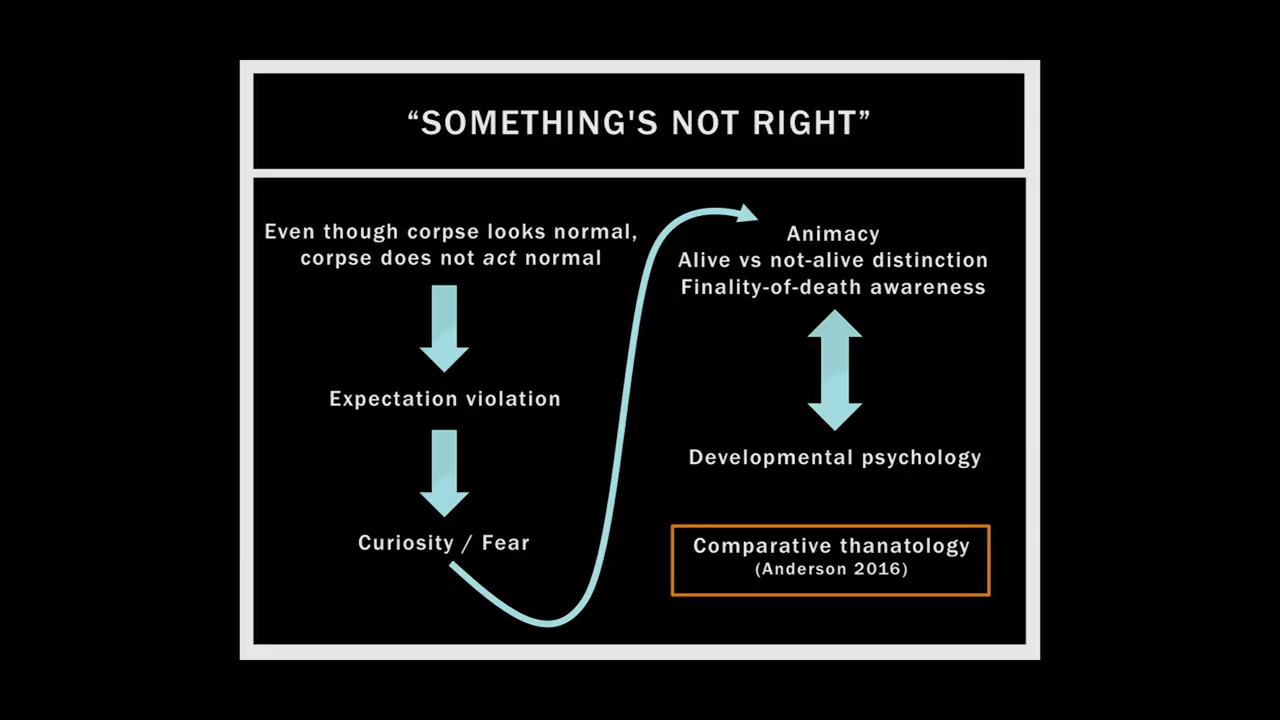 “SOMETHING'S NOT RIGHT”
Even though corpse looks normal,
corpse does not act normal
Expectation violation
Curiosity / Fear
Animacy
Alive vs not-alive distinction
Finality-of-death awareness
Developmental psychology
Comparative thanatology
(Anderson 2016)